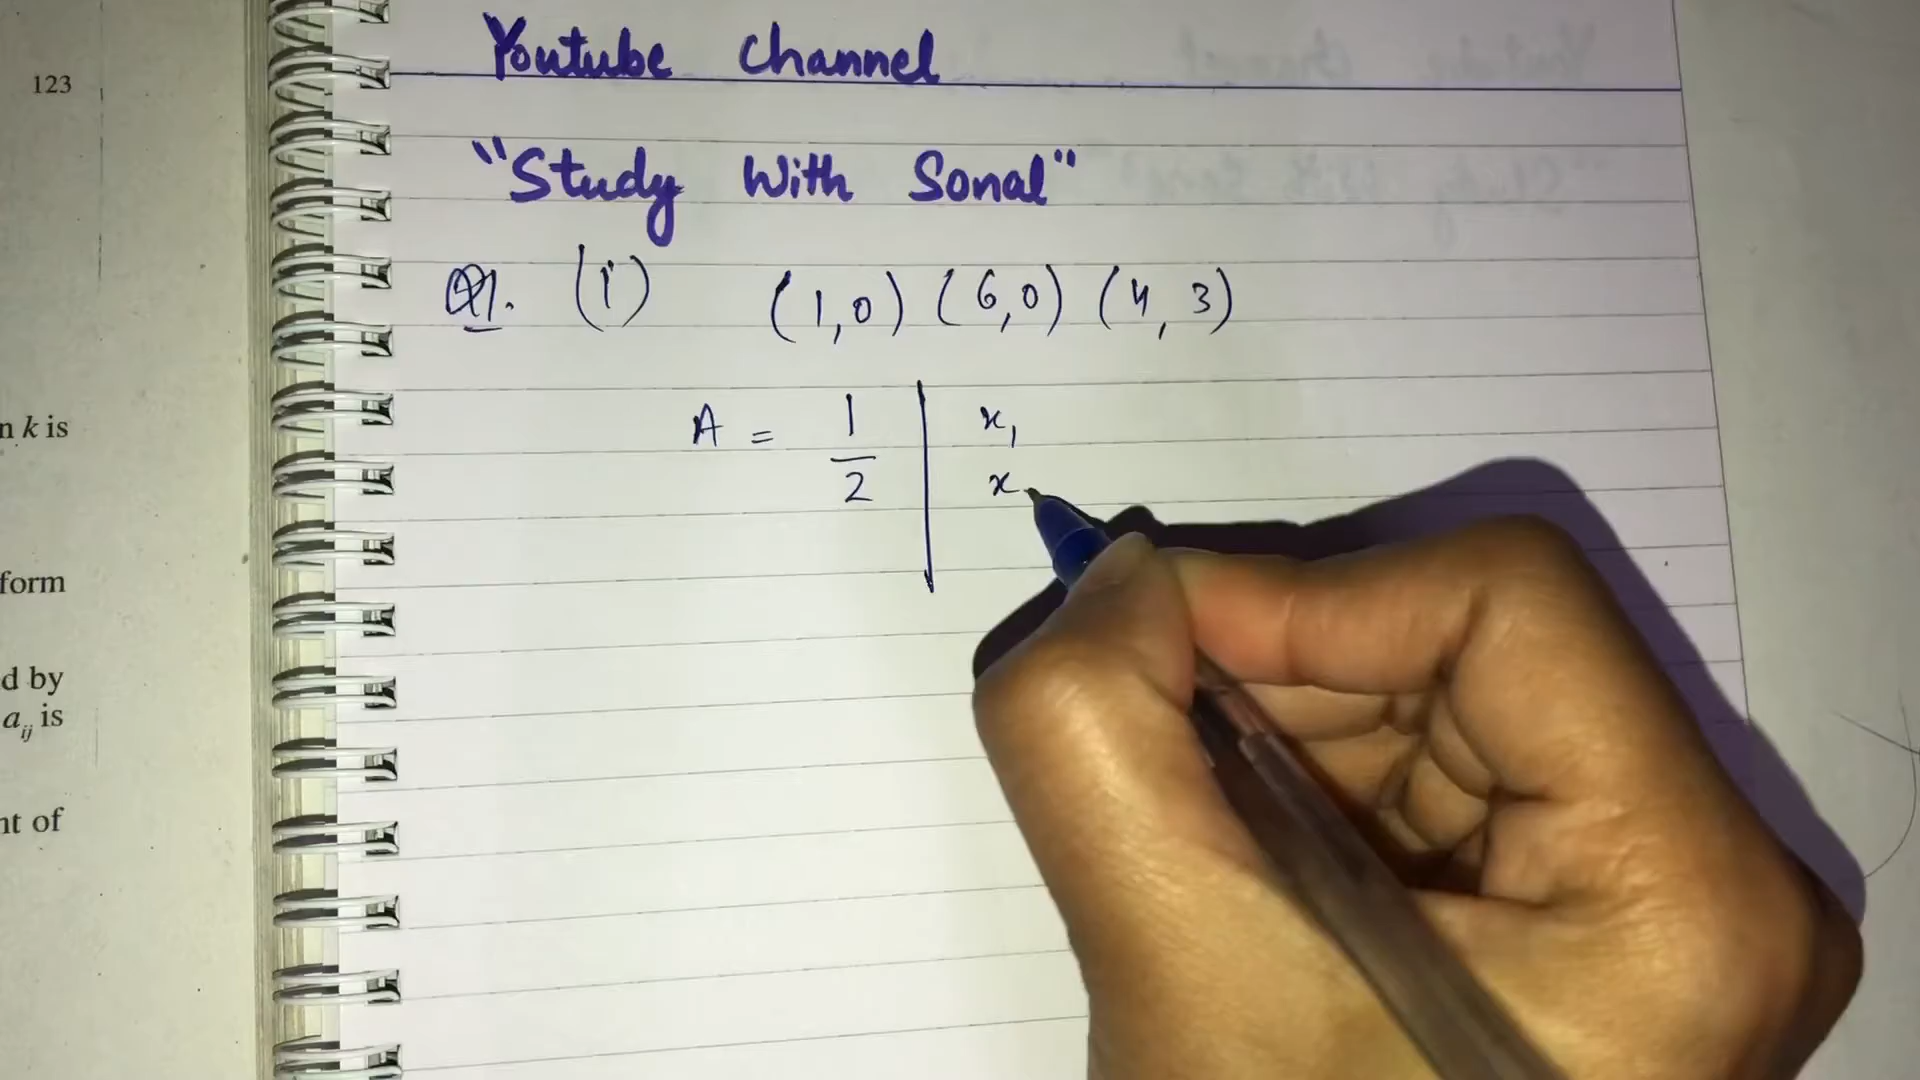 123
n k is
form
d by
a_ij is
nt of
Youtube Channel
"Study With Sonal"
Q1. (i) (1,0) (6,0) (4, 3)
A = 1/2 | x₁
x